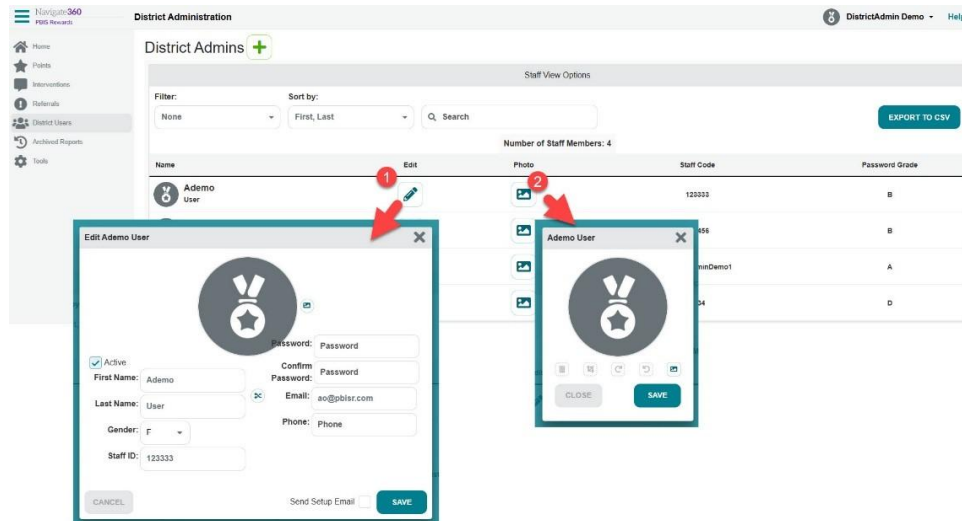 Navigate360
PBIS Rewards
District Administration
DistrictAdmin Demo
Help
Home
Points
Interventions
Referrals
District Users
Archived Reports
Tools
District Admins
Staff View Options
Filter:
Sort by:
None
First, Last
Search
EXPORT TO CSV
Number of Staff Members: 4
Name Edit Photo Staff Code Password Grade
1
2
Ademo
User
123333
B
456
B
minDemo1
A
34
D
Edit Ademo User
Active
First Name: Ademo
Last Name: User
Gender: F
Staff ID: 123333
Password: Password
Confirm
Password: Password
Email: ao@pbisr.com
Phone: Phone
CANCEL
Send Setup Email
SAVE
Ademo User
CLOSE
SAVE